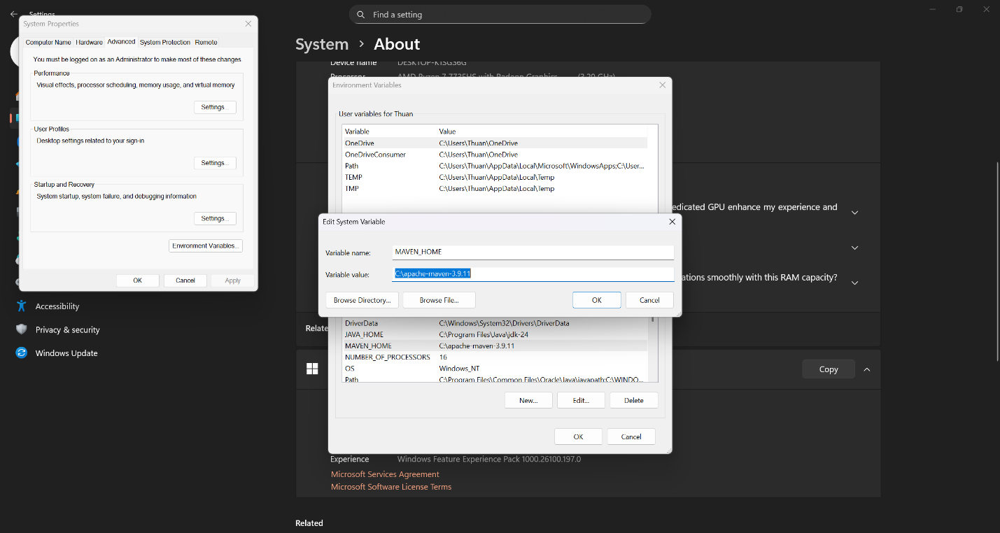 Settings
System Properties
Computer Name Hardware Advanced System Protection Remote
You must be logged on as an Administrator to make most of these changes.
Performance
Visual effects, processor scheduling, memory usage, and virtual memory
Settings...
User Profiles
Desktop settings related to your sign-in
Settings...
Startup and Recovery
System startup, system failure, and debugging information
Settings...
Environment Variables...
OK Cancel Apply
Accessibility
Privacy & security
Windows Update
Find a setting
System > About
Device name DESKTOP-K1SG36G
Processor AMD Ryzen 7 7735HS with Radeon Graphics (3.20 GHz)
Environment Variables
User variables for Thuan
Variable Value
OneDrive C:\Users\Thuan\OneDrive
OneDriveConsumer C:\Users\Thuan\OneDrive
Path C:\Users\Thuan\AppData\Local\Microsoft\WindowsApps;C:\User...
TEMP C:\Users\Thuan\AppData\Local\Temp
TMP C:\Users\Thuan\AppData\Local\Temp
edicated GPU enhance my experience and
Edit System Variable
Variable name: MAVEN_HOME
Variable value: C:\apache-maven-3.9.11
ations smoothly with this RAM capacity?
Browse Directory... Browse File... OK Cancel
DriverData C:\Windows\System32\Drivers\DriverData
Relate
JAVA_HOME C:\Program Files\Java\jdk-24
MAVEN_HOME C:\apache-maven-3.9.11
NUMBER_OF_PROCESSORS 16
OS Windows_NT
Path C:\Program Files\Common Files\Oracle\Java\javapath;C:\WINDO...
Copy
New... Edit... Delete
OK Cancel
Experience Windows Feature Experience Pack 1000.26100.197.0
Microsoft Services Agreement
Microsoft Software License Terms
Related